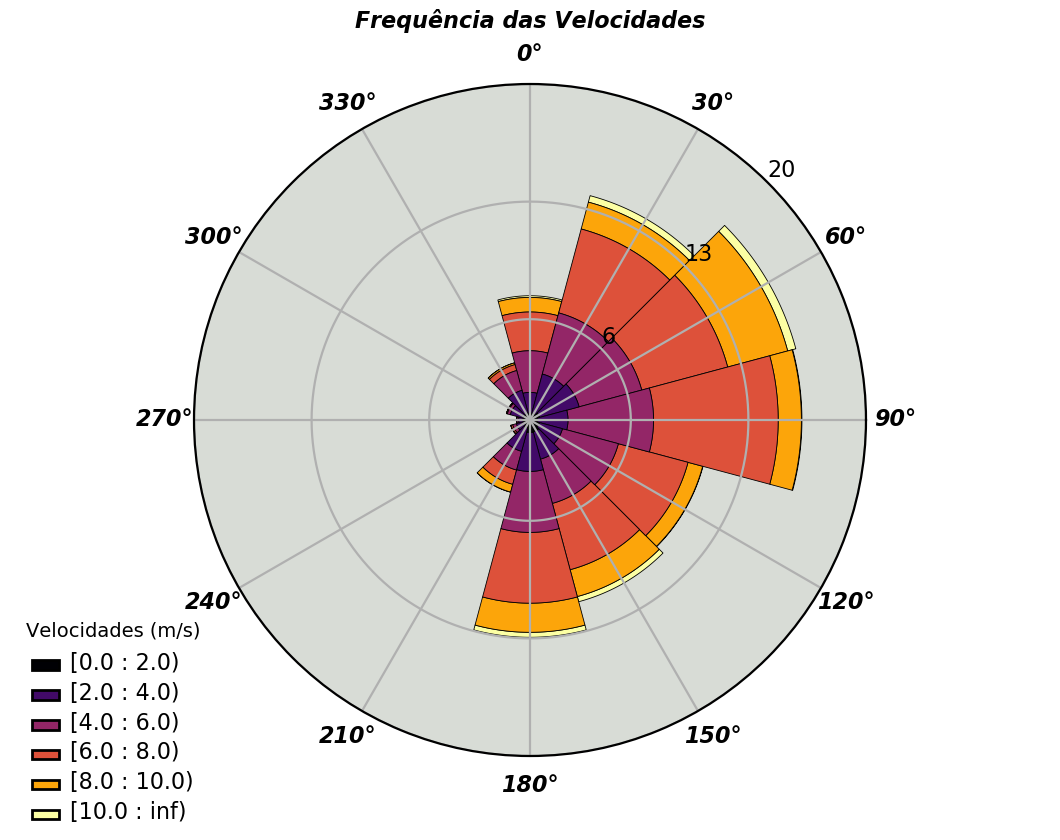 Frequência das Velocidades
0°
330°
30°
20
300°
60°
13
6
270°
90°
240°
120°
210°
150°
180°
Velocidades (m/s)
[0.0 : 2.0)
[2.0 : 4.0)
[4.0 : 6.0)
[6.0 : 8.0)
[8.0 : 10.0)
[10.0 : inf)